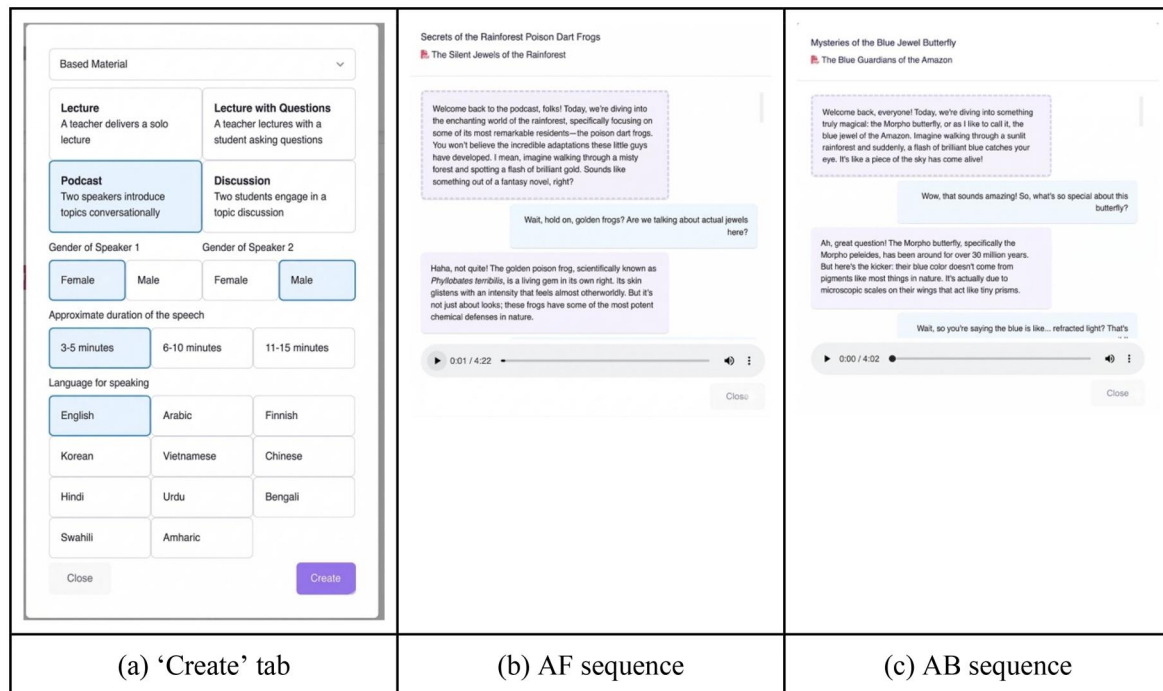 Based Material
Lecture
A teacher delivers a solo
lecture
Lecture with Questions
A teacher lectures with a
student asking questions
Podcast
Two speakers introduce
topics conversationally
Discussion
Two students engage in a
topic discussion
Gender of Speaker 1
Gender of Speaker 2
Female
Male
Female
Male
Approximate duration of the speech
3-5 minutes
6-10 minutes
11-15 minutes
Language for speaking
English
Arabic
Finnish
Korean
Vietnamese
Chinese
Hindi
Urdu
Bengali
Swahili
Amharic
Close
Create
(a) ‘Create’ tab
Secrets of the Rainforest Poison Dart Frogs
The Silent Jewels of the Rainforest
Welcome back to the podcast, folks! Today, we're diving into
the enchanting world of the rainforest, specifically focusing on
some of its most remarkable residents—the poison dart frogs.
You won't believe the incredible adaptations these little guys
have developed. I mean, imagine walking through a misty
forest and spotting a flash of brilliant gold. Sounds like
something out of a fantasy novel, right?
Wait, hold on, golden frogs? Are we talking about actual jewels
here?
Haha, not quite! The golden poison frog, scientifically known as
Phyllobates terribilis, is a living gem in its own right. Its skin
glistens with an intensity that feels almost otherworldly. But it's
not just about looks; these frogs have some of the most potent
chemical defenses in nature.
0:01 / 4:22
Close
(b) AF sequence
Mysteries of the Blue Jewel Butterfly
The Blue Guardians of the Amazon
Welcome back, everyone! Today, we're diving into something
truly magical: the Morpho butterfly, or as I like to call it, the
blue jewel of the Amazon. Imagine walking through a sunlit
rainforest and suddenly, a flash of brilliant blue catches your
eye. It's like a piece of the sky has come alive!
Wow, that sounds amazing! So, what's so special about this
butterfly?
Ah, great question! The Morpho butterfly, specifically the
Morpho peleides, has been around for over 30 million years.
But here's the kicker: their blue color doesn't come from
pigments like most things in nature. It's actually due to
microscopic scales on their wings that act like tiny prisms.
Wait, so you're saying the blue is like... refracted light? That's
0:00 / 4:02
Close
(c) AB sequence